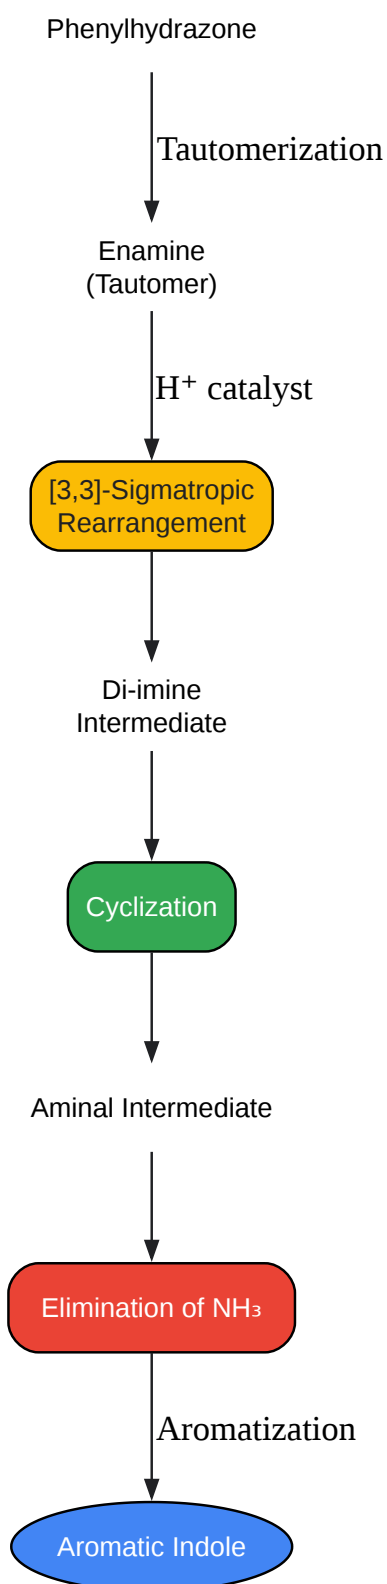 Phenylhydrazone
Tautomerization
Enamine
(Tautomer)
H⁺ catalyst
[3,3]-Sigmatropic
Rearrangement
Di-imine
Intermediate
Cyclization
Aminal Intermediate
Elimination of NH₃
Aromatization
Aromatic Indole